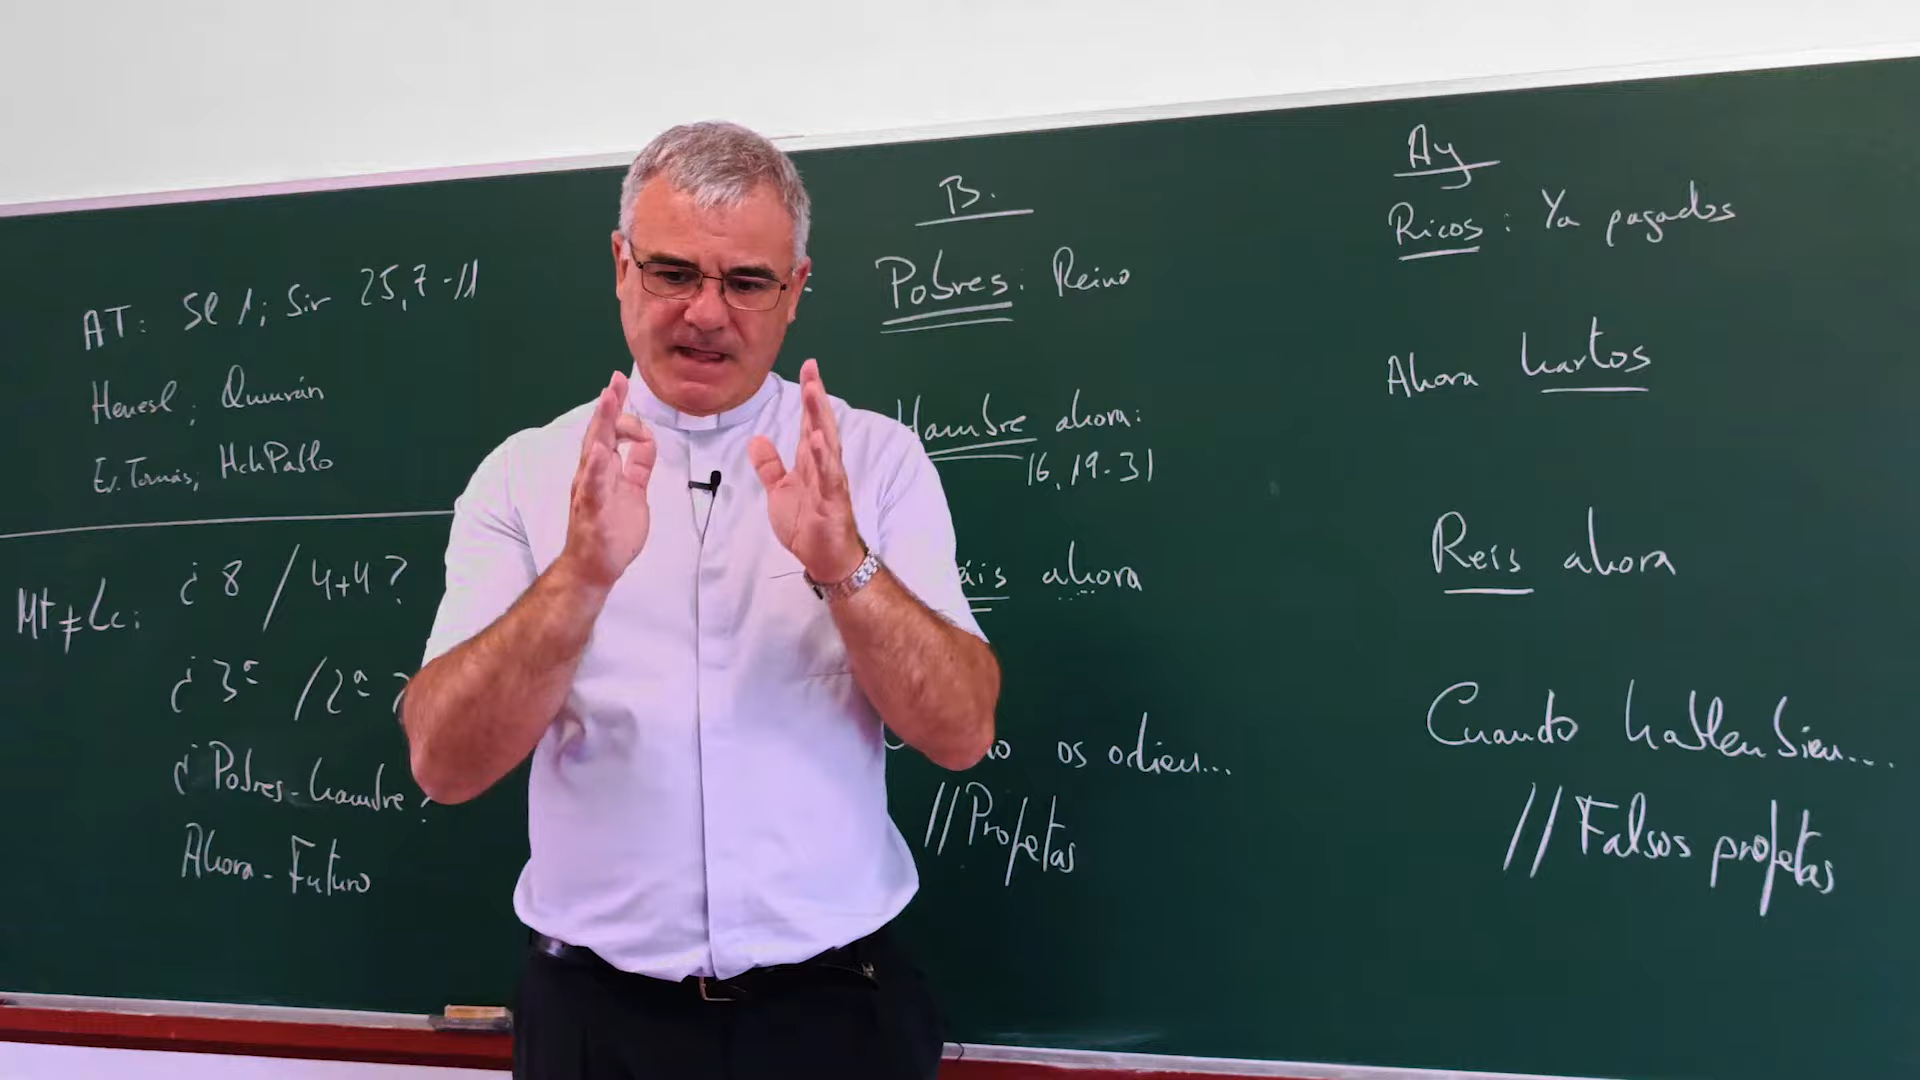 AT: Sl 1; Sir 25,7-11
Qumrán
Ev. Tomás; HchPablo
Mt ≠ Lc: ¿ 8 / 4+4 ?
¿ 3ª / 2ª ?
¿ Pobres - hambre ?
Ahora - Futuro
B.
Pobres: Reino
Hambre ahora:
16, 19-31
áis ahora
os odien...
// Profetas
Ay
Ricos: Ya pagados
Ahora hartos
Reís ahora
Cuando hablen bien...
// Falsos profetas